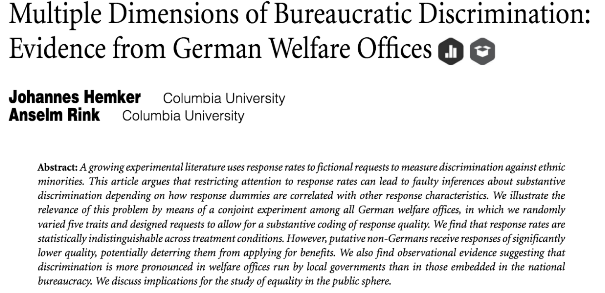 Multiple Dimensions of Bureaucratic Discrimination:
Evidence from German Welfare Offices
Johannes Hemker Columbia University
Anselm Rink Columbia University
Abstract: A growing experimental literature uses response rates to fictional requests to measure discrimination against ethnic
minorities. This article argues that restricting attention to response rates can lead to faulty inferences about substantive
discrimination depending on how response dummies are correlated with other response characteristics. We illustrate the
relevance of this problem by means of a conjoint experiment among all German welfare offices, in which we randomly
varied five traits and designed requests to allow for a substantive coding of response quality. We find that response rates are
statistically indistinguishable across treatment conditions. However, putative non-Germans receive responses of significantly
lower quality, potentially deterring them from applying for benefits. We also find observational evidence suggesting that
discrimination is more pronounced in welfare offices run by local governments than in those embedded in the national
bureaucracy. We discuss implications for the study of equality in the public sphere.